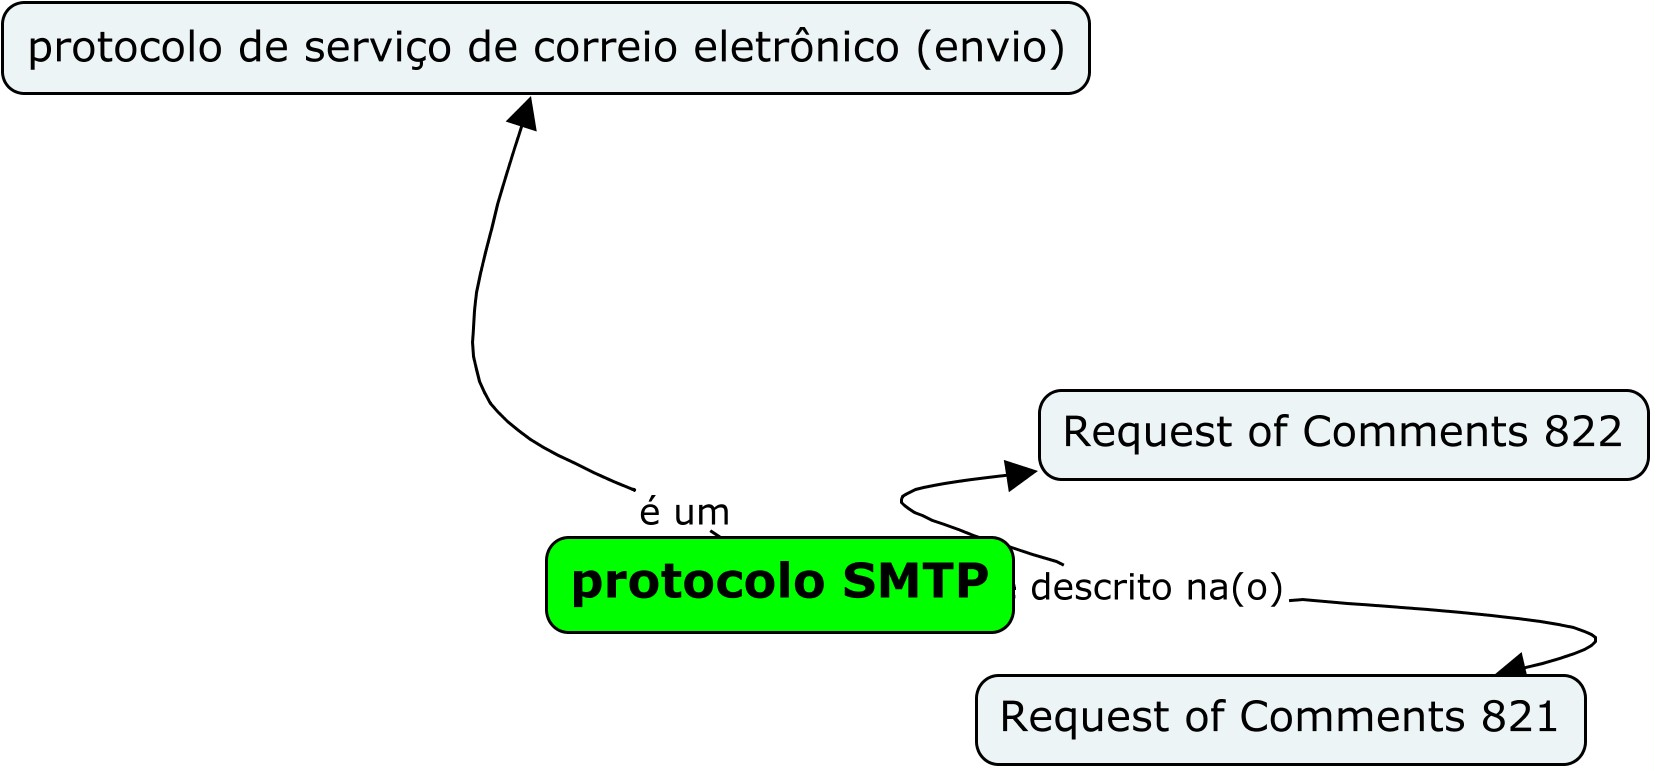 protocolo de serviço de correio eletrônico (envio)
Request of Comments 822
é um
protocolo SMTP
descrito na(o)
Request of Comments 821